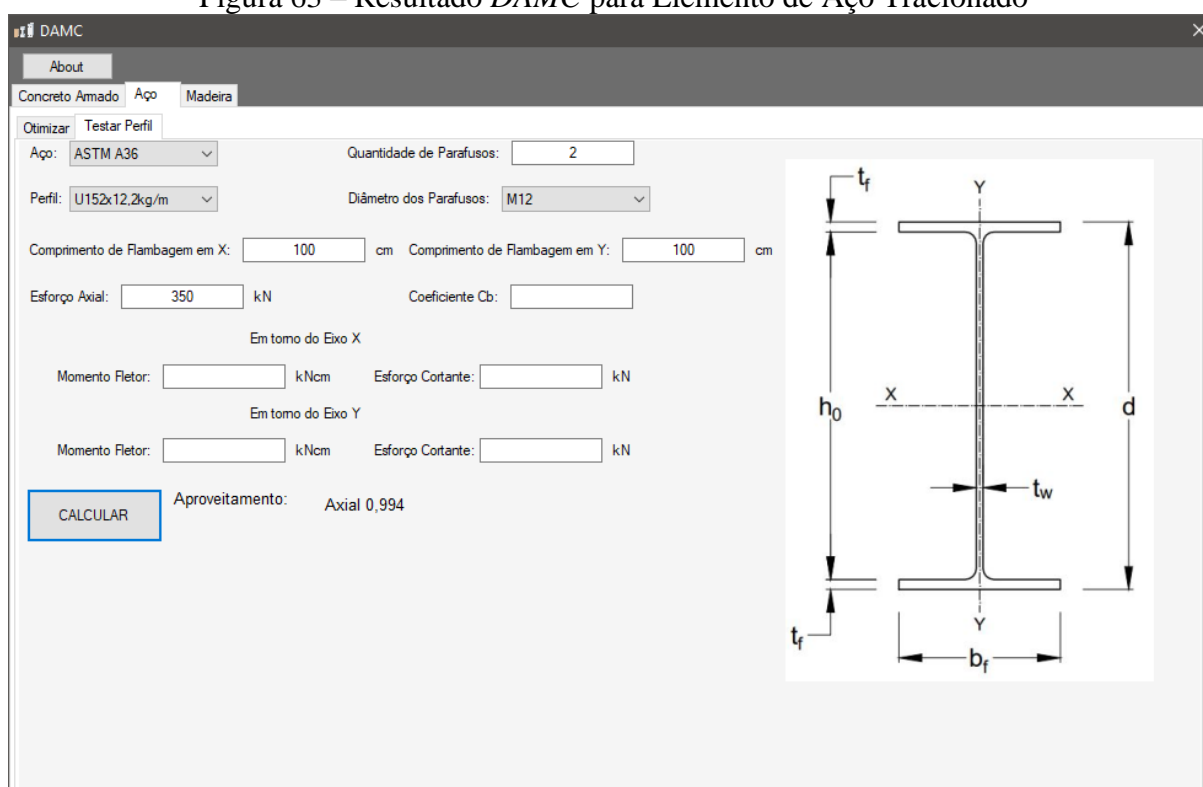 Figura 63 – Resultado DAMC para Elemento de Aço Tracionado
DAMC
About
Concreto Armado Aço Madeira
Otimizar Testar Perfil
Aço: ASTM A36 Quantidade de Parafusos: 2
Perfil: U152x12,2kg/m Diâmetro dos Parafusos: M12
Comprimento de Flambagem em X: 100 cm Comprimento de Flambagem em Y: 100 cm
Esforço Axial: 350 kN Coeficiente Cb:
Em torno do Eixo X
Momento Fletor: kNcm Esforço Cortante: kN
Em torno do Eixo Y
Momento Fletor: kNcm Esforço Cortante: kN
CALCULAR Aproveitamento: Axial 0,994
tf
Y
h0 X X d
tw
Y
tf
bf